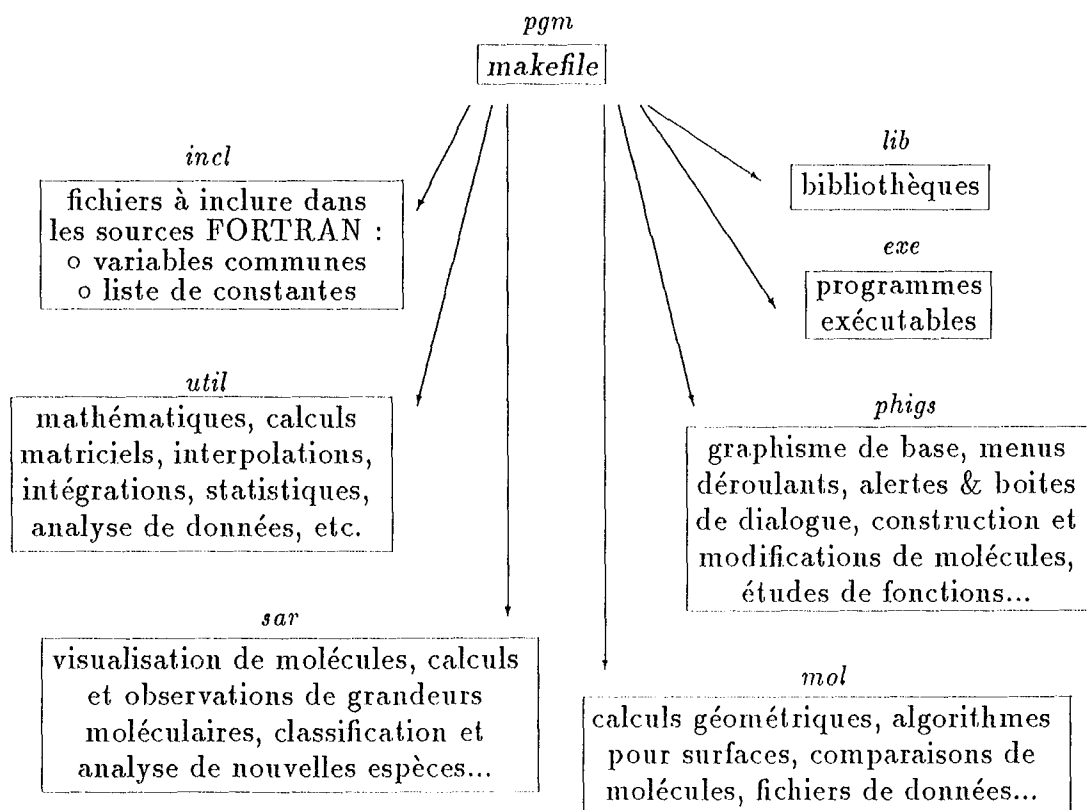 pgm
makefile
incl
fichiers à inclure dans
les sources FORTRAN :
o variables communes
o liste de constantes
lib
bibliothèques
exe
programmes
exécutables
util
mathématiques, calculs
matriciels, interpolations,
intégrations, statistiques,
analyse de données, etc.
phigs
graphisme de base, menus
déroulants, alertes & boites
de dialogue, construction et
modifications de molécules,
études de fonctions...
sar
visualisation de molécules, calculs
et observations de grandeurs
moléculaires, classification et
analyse de nouvelles espèces...
mol
calculs géométriques, algorithmes
pour surfaces, comparaisons de
molécules, fichiers de données...